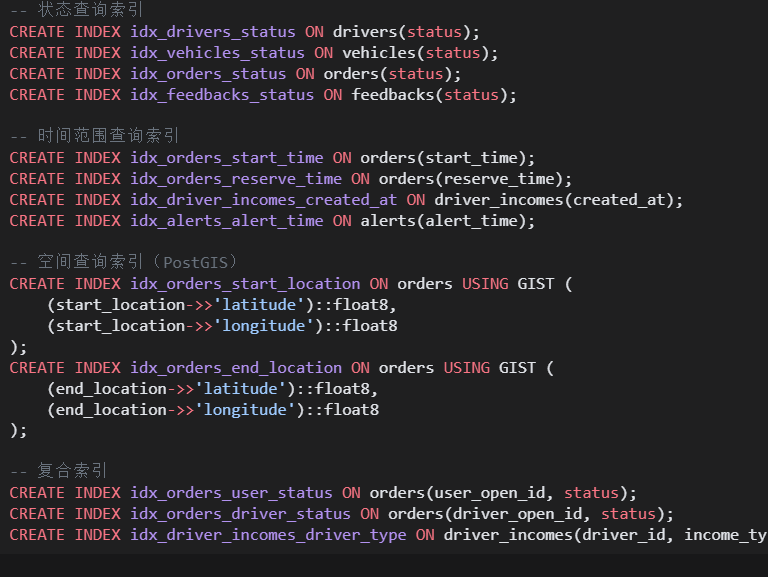 -- 状态查询索引
CREATE INDEX idx_drivers_status ON drivers(status);
CREATE INDEX idx_vehicles_status ON vehicles(status);
CREATE INDEX idx_orders_status ON orders(status);
CREATE INDEX idx_feedbacks_status ON feedbacks(status);

-- 时间范围查询索引
CREATE INDEX idx_orders_start_time ON orders(start_time);
CREATE INDEX idx_orders_reserve_time ON orders(reserve_time);
CREATE INDEX idx_driver_incomes_created_at ON driver_incomes(created_at);
CREATE INDEX idx_alerts_alert_time ON alerts(alert_time);

-- 空间查询索引（PostGIS）
CREATE INDEX idx_orders_start_location ON orders USING GIST (
    (start_location->>'latitude')::float8,
    (start_location->>'longitude')::float8
);
CREATE INDEX idx_orders_end_location ON orders USING GIST (
    (end_location->>'latitude')::float8,
    (end_location->>'longitude')::float8
);

-- 复合索引
CREATE INDEX idx_orders_user_status ON orders(user_open_id, status);
CREATE INDEX idx_orders_driver_status ON orders(driver_open_id, status);
CREATE INDEX idx_driver_incomes_driver_type ON driver_incomes(driver_id, income_ty